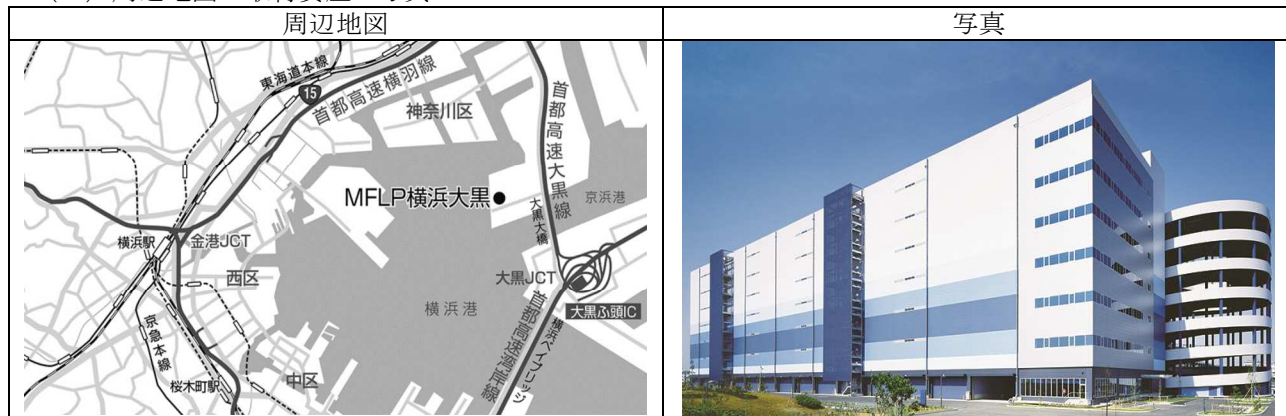 周辺地図
写真
東海道本線
15
首都高速横羽線
神奈川区
首都高速大黒線
MFLP横浜大黒
大黒大橋
京浜港
横浜駅
金港JCT
西区
大黒JCT
横浜港
大黒ふ頭IC
首都高速湾岸線
横浜ベイブリッジ
京急本線
桜木町駅
中区